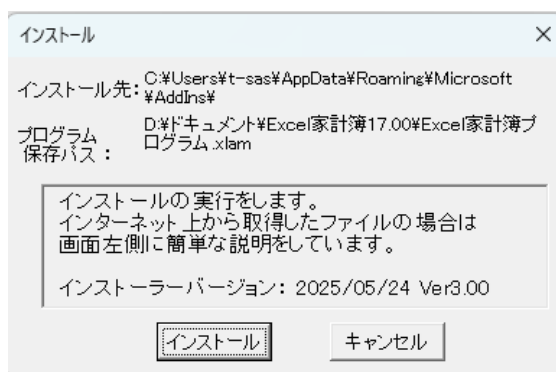 インストール
インストール先:
C:¥Users¥t-sas¥AppData¥Roaming¥Microsoft
¥AddIns¥
プログラム
保存パス:
D:¥ドキュメント¥Excel家計簿17.00¥Excel家計簿プ
ログラム.xlam
インストールの実行をします。
インターネット上から取得したファイルの場合は
画面左側に簡単な説明をしています。
インストーラーバージョン: 2025/05/24 Ver3.00
インストール
キャンセル